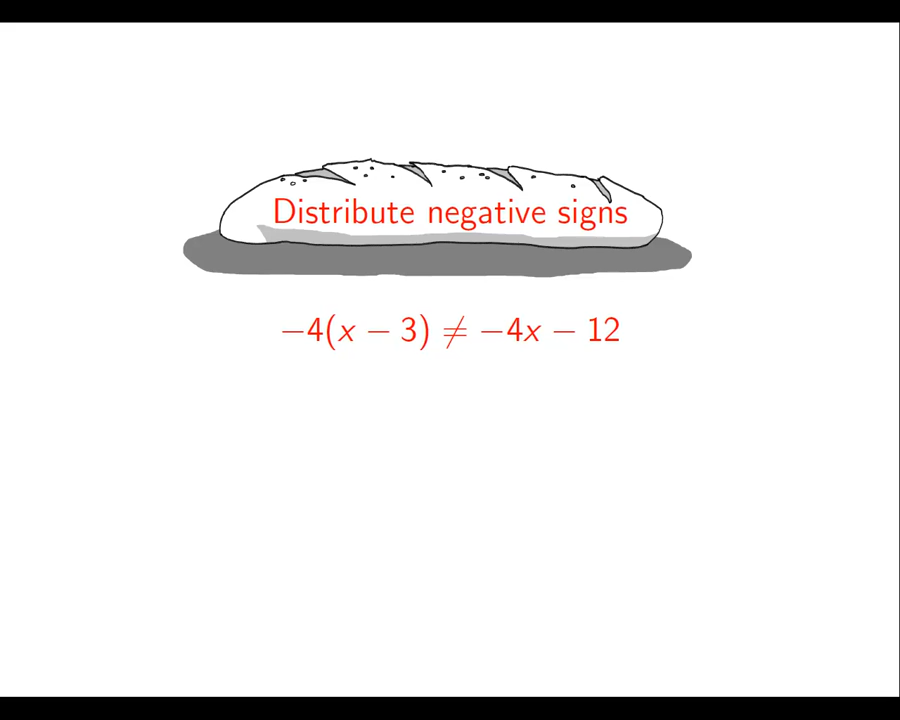 Distribute negative signs
−4(x − 3) ≠ −4x − 12